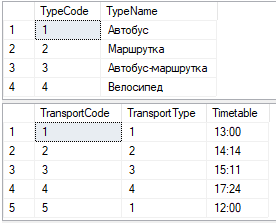 TypeCode TypeName
1 1 Автобус
2 2 Маршрутка
3 3 Автобус-маршрутка
4 4 Велосипед
TransportCode TransportType Timetable
1 1 1 13:00
2 2 2 14:14
3 3 3 15:11
4 4 4 17:24
5 5 1 12:00